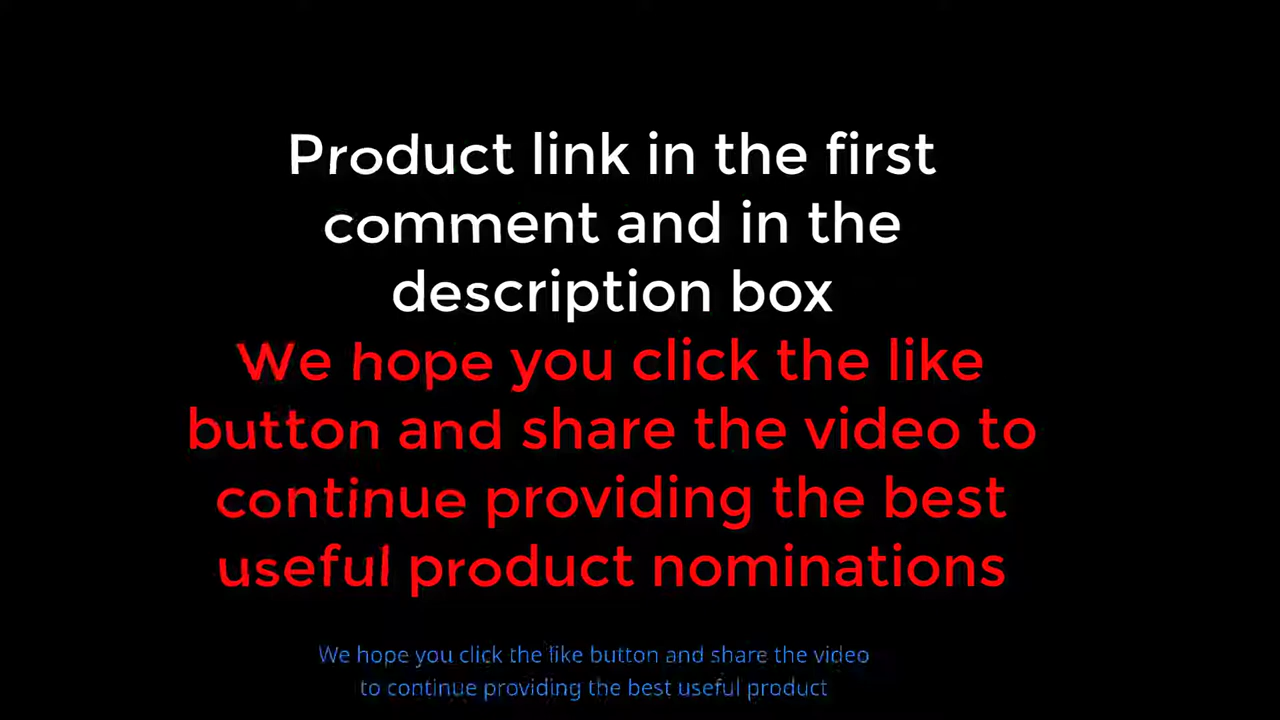 Product link in the first
comment and in the
description box
We hope you click the like
button and share the video to
continue providing the best
useful product nominations
We hope you click the like button and share the video
to continue providing the best useful product